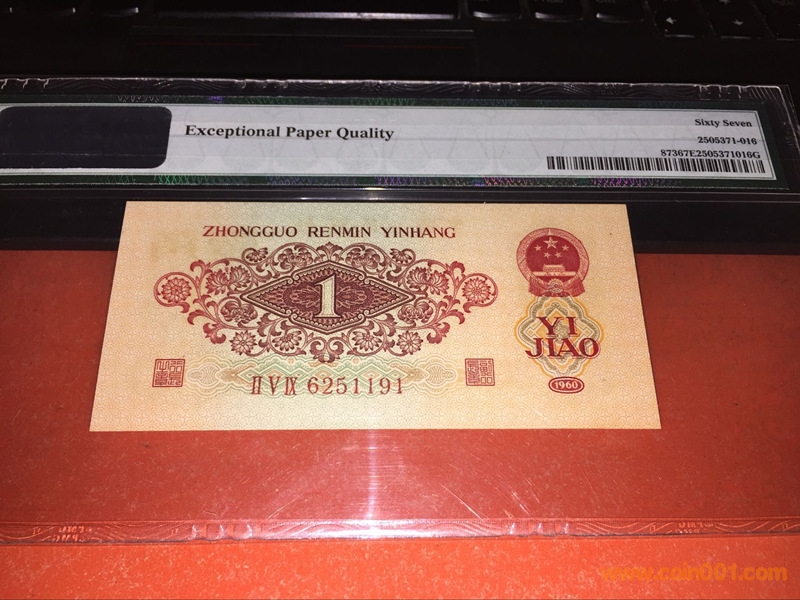 Exceptional Paper Quality
Sixty Seven
2505371-016
87367E2505371016G
ZHONGGUO RENMIN YINHANG
1
YI
JIAO
ⅡⅤⅨ 6251191
1960
www.coin001.com